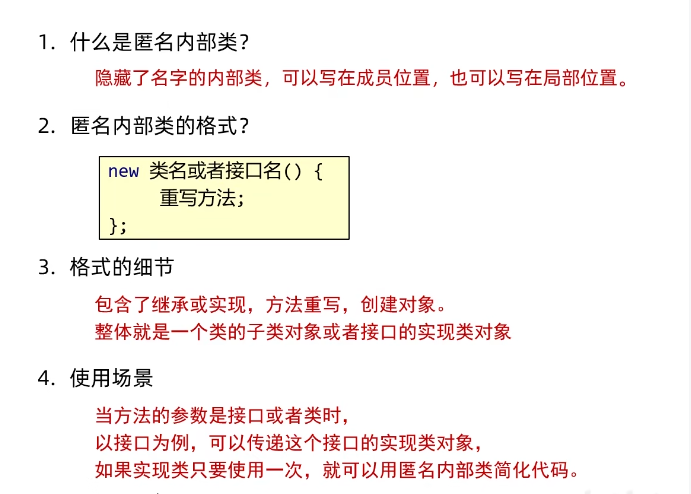 1. 什么是匿名内部类?
隐藏了名字的内部类，可以写在成员位置，也可以写在局部位置。
2. 匿名内部类的格式?
new 类名或者接口名() {
重写方法;
};
3. 格式的细节
包含了继承或实现，方法重写，创建对象。
整体就是一个类的子类对象或者接口的实现类对象
4. 使用场景
当方法的参数是接口或者类时，
以接口为例，可以传递这个接口的实现类对象，
如果实现类只要使用一次，就可以用匿名内部类简化代码。